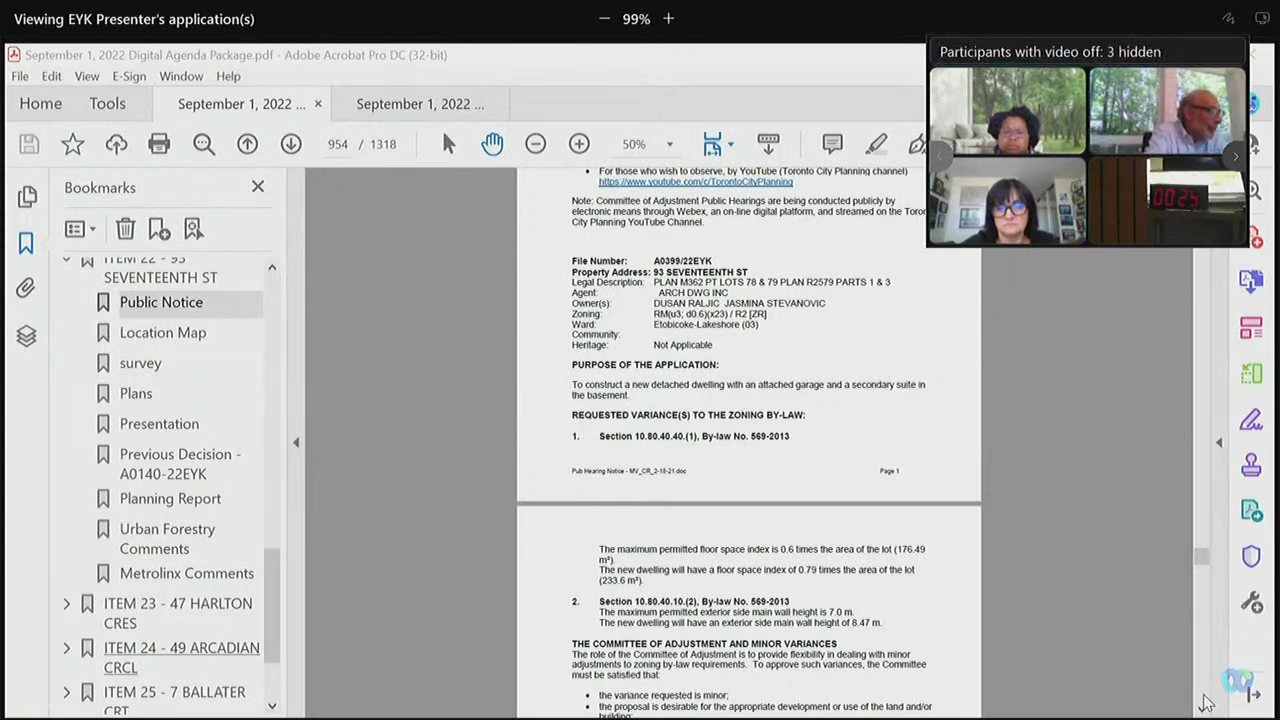 Viewing EYK Presenter's application(s)
99%
September 1, 2022 Digital Agenda Package.pdf - Adobe Acrobat Pro DC (32-bit)
Participants with video off: 3 hidden
File Edit View E-Sign Window Help
Home Tools September 1, 2022 ... × September 1, 2022 ...
954 / 1318
50%
Bookmarks
ITEM 22 - 93
SEVENTEENTH ST
Public Notice
Location Map
survey
Plans
Presentation
Previous Decision -
A0140-22EYK
Planning Report
Urban Forestry
Comments
Metrolinx Comments
ITEM 23 - 47 HARLTON
CRES
ITEM 24 - 49 ARCADIAN
CRCL
ITEM 25 - 7 BALLATER
CRT
• For those who wish to observe, by YouTube (Toronto City Planning channel)
https://www.youtube.com/c/TorontoCityPlanning
Note: Committee of Adjustment Public Hearings are being conducted publicly by
electronic means through Webex, an on-line digital platform, and streamed on the Toron
City Planning YouTube Channel.
File Number: A0399/22EYK
Property Address: 93 SEVENTEENTH ST
Legal Description: PLAN M362 PT LOTS 78 & 79 PLAN R2579 PARTS 1 & 3
Agent: ARCH DWG INC
Owner(s): DUSAN RALJIC JASMINA STEVANOVIC
Zoning: RM(u3; d0.6)(x23) / R2 [ZR]
Ward: Etobicoke-Lakeshore (03)
Community:
Heritage: Not Applicable
PURPOSE OF THE APPLICATION:
To construct a new detached dwelling with an attached garage and a secondary suite in
the basement.
REQUESTED VARIANCE(S) TO THE ZONING BY-LAW:
1. Section 10.80.40.40.(1), By-law No. 569-2013
Pub Hearing Notice - MV_CR_2-18-21.doc Page 1
The maximum permitted floor space index is 0.6 times the area of the lot (176.49
m²).
The new dwelling will have a floor space index of 0.79 times the area of the lot
(233.6 m²).
2. Section 10.80.40.10.(2), By-law No. 569-2013
The maximum permitted exterior side main wall height is 7.0 m.
The new dwelling will have an exterior side main wall height of 8.47 m.
THE COMMITTEE OF ADJUSTMENT AND MINOR VARIANCES
The role of the Committee of Adjustment is to provide flexibility in dealing with minor
adjustments to zoning by-law requirements. To approve such variances, the Committee
must be satisfied that:
• the variance requested is minor;
• the proposal is desirable for the appropriate development or use of the land and/or
building;
00:25